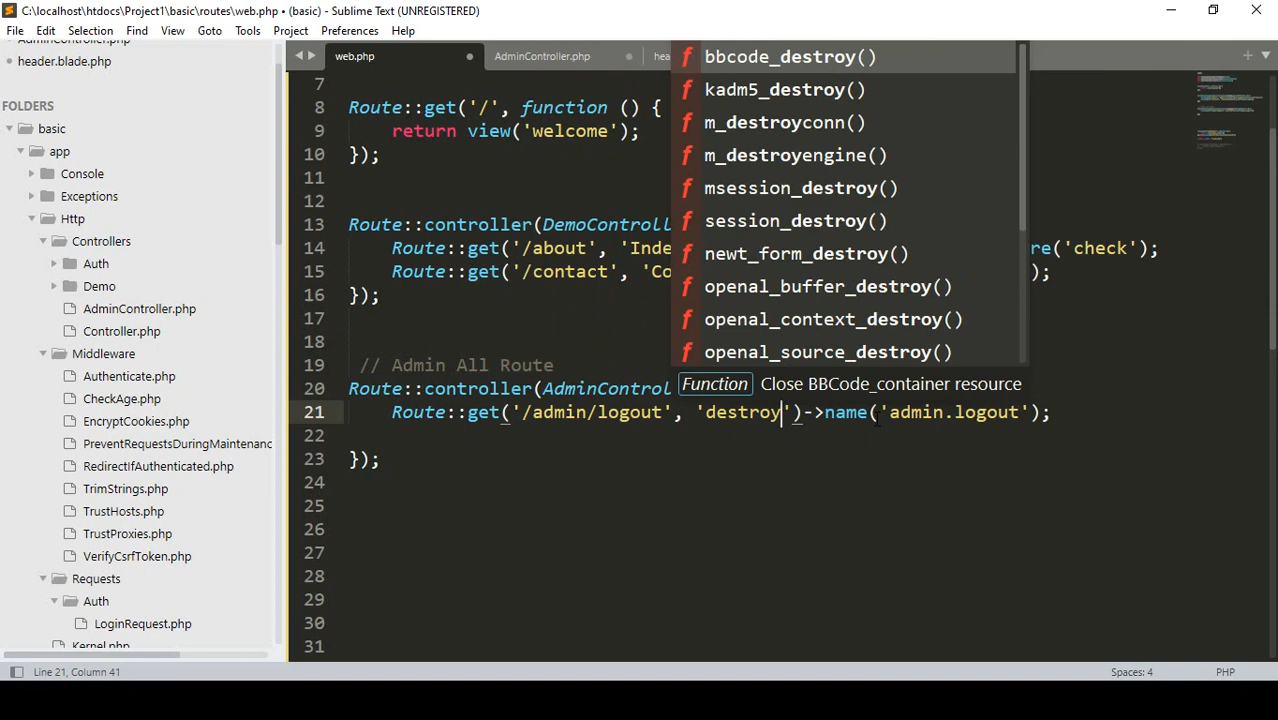 C:\localhost\htdocs\Project1\basic\routes\web.php • (basic) - Sublime Text (UNREGISTERED)
File Edit Selection Find View Goto Tools Project Preferences Help
AdminController.php
header.blade.php
FOLDERS
basic
app
Console
Exceptions
Http
Controllers
Auth
Demo
AdminController.php
Controller.php
Middleware
Authenticate.php
CheckAge.php
EncryptCookies.php
PreventRequestsDuringMaintenanc
RedirectIfAuthenticated.php
TrimStrings.php
TrustHosts.php
TrustProxies.php
VerifyCsrfToken.php
Requests
Auth
LoginRequest.php
Kernel.php
web.php AdminController.php hea
7
8 Route::get('/', function () {
9 return view('welcome');
10 });
11
12
13 Route::controller(DemoControll
14 Route::get('/about', 'Inde re('check');
15 Route::get('/contact', 'Co );
16 });
17
18
19 // Admin All Route
20 Route::controller(AdminControl
21 Route::get('/admin/logout', 'destroy')->name('admin.logout');
22
23 });
24
25
26
27
28
29
30
31
f bbcode_destroy()
f kadm5_destroy()
f m_destroyconn()
f m_destroyengine()
f msession_destroy()
f session_destroy()
f newt_form_destroy()
f openal_buffer_destroy()
f openal_context_destroy()
f openal_source_destroy()
Function Close BBCode_container resource
Line 21, Column 41 Spaces: 4 PHP